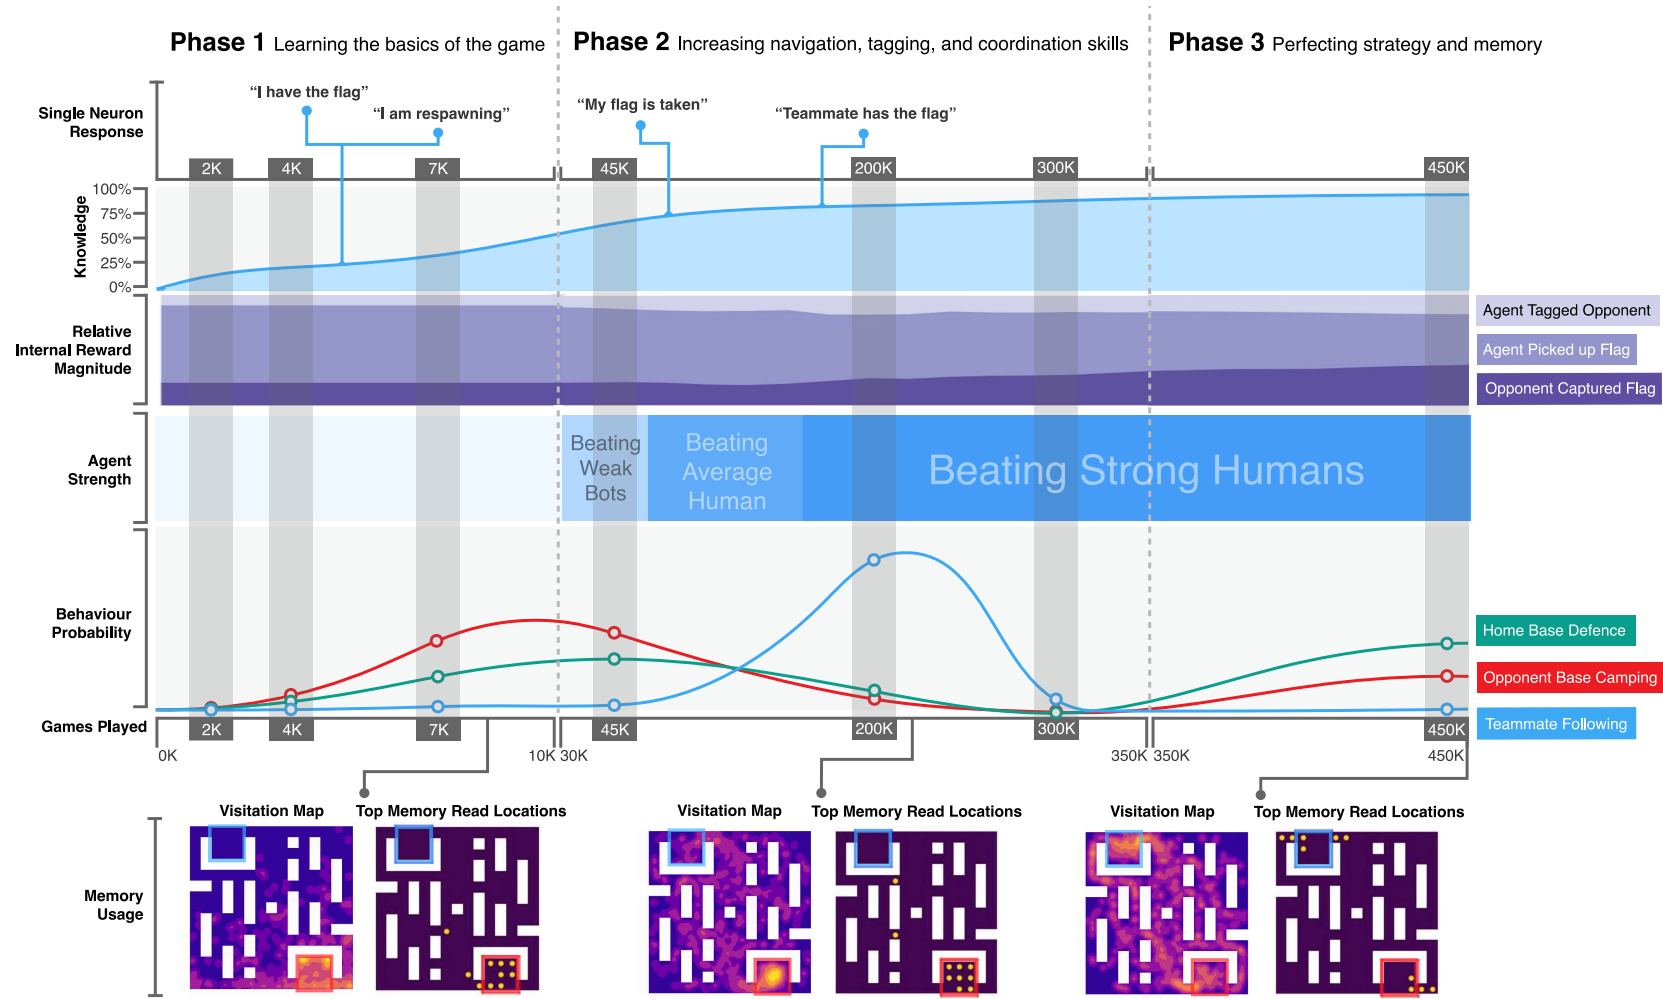 Phase 1 Learning the basics of the game
Phase 2 Increasing navigation, tagging, and coordination skills
Phase 3 Perfecting strategy and memory
Single Neuron
Response
“I have the flag”
“I am respawning”
“My flag is taken”
“Teammate has the flag”
2K
4K
7K
45K
200K
300K
450K
Knowledge
100%
75%
50%
25%
0%
Relative
Internal Reward
Magnitude
Agent Tagged Opponent
Agent Picked up Flag
Opponent Captured Flag
Agent
Strength
Beating
Weak
Bots
Beating
Average
Human
Beating Strong Humans
Behaviour
Probability
Home Base Defence
Opponent Base Camping
Teammate Following
Games Played
2K
4K
7K
45K
200K
300K
450K
0K
10K
30K
350K
350K
450K
Visitation Map
Top Memory Read Locations
Visitation Map
Top Memory Read Locations
Visitation Map
Top Memory Read Locations
Memory
Usage